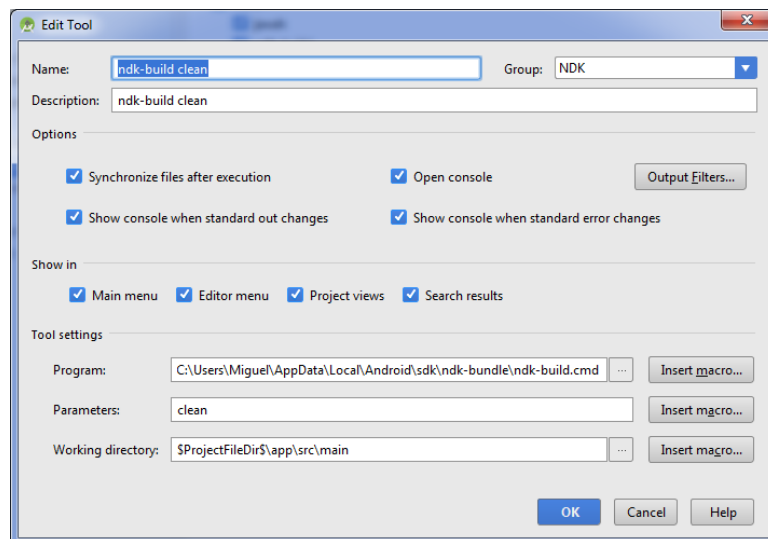 Edit Tool
Name: ndk-build clean Group: NDK
Description: ndk-build clean
Options
Synchronize files after execution Open console Output Filters...
Show console when standard out changes Show console when standard error changes
Show in
Main menu Editor menu Project views Search results
Tool settings
Program: C:\Users\Miguel\AppData\Local\Android\sdk\ndk-bundle\ndk-build.cmd ... Insert macro...
Parameters: clean Insert macro...
Working directory: $ProjectFileDir$\app\src\main ... Insert macro...
OK Cancel Help